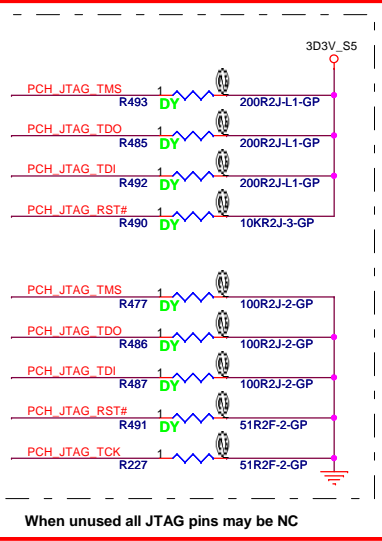 3D3V_S5
PCH_JTAG_TMS 1
R493 DY 200R2J-L1-GP
PCH_JTAG_TDO 1
R485 DY 200R2J-L1-GP
PCH_JTAG_TDI 1
R492 DY 200R2J-L1-GP
PCH_JTAG_RST# 1
R490 DY 10KR2J-3-GP
PCH_JTAG_TMS 1
R477 DY 100R2J-2-GP
PCH_JTAG_TDO 1
R486 DY 100R2J-2-GP
PCH_JTAG_TDI 1
R487 DY 100R2J-2-GP
PCH_JTAG_RST# 1
R491 DY 51R2F-2-GP
PCH_JTAG_TCK 1
R227 51R2F-2-GP
When unused all JTAG pins may be NC